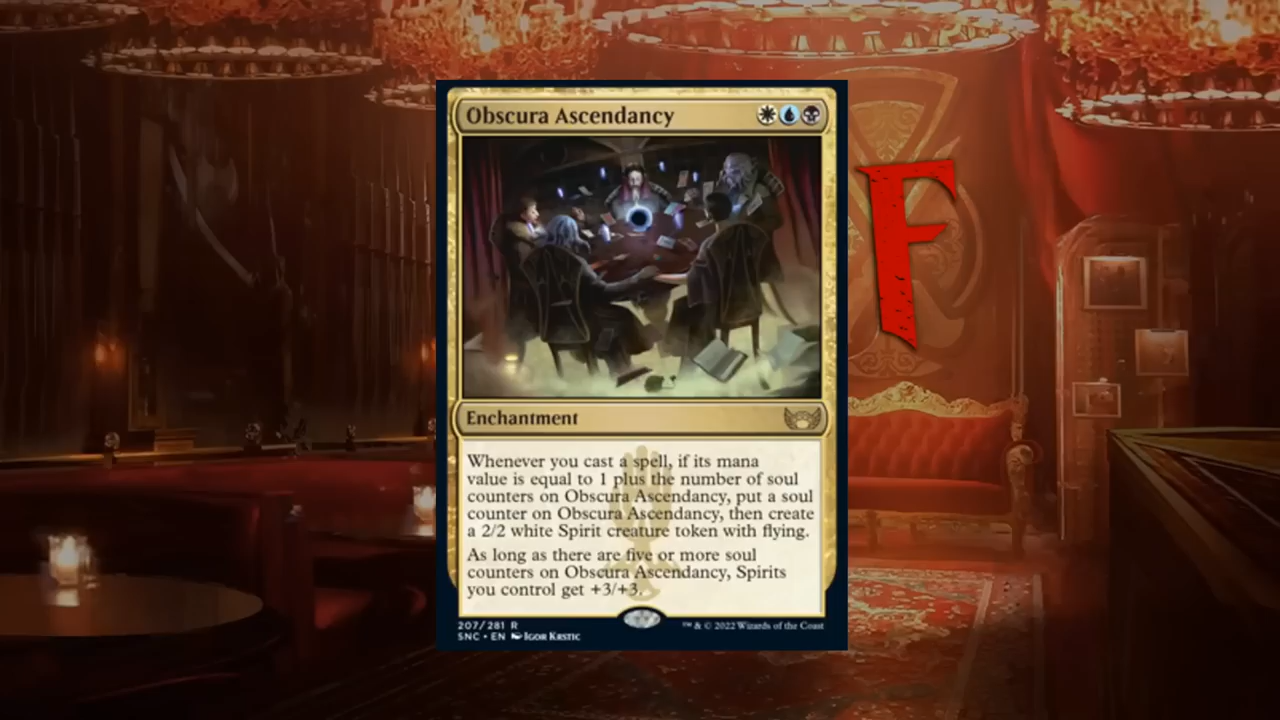 Obscura Ascendancy
F
Enchantment
Whenever you cast a spell, if its mana
value is equal to 1 plus the number of soul
counters on Obscura Ascendancy, put a soul
counter on Obscura Ascendancy, then create
a 2/2 white Spirit creature token with flying.
As long as there are five or more soul
counters on Obscura Ascendancy, Spirits
you control get +3/+3.
207/281 R
SNC • EN Igor Krstic
™ & © 2022 Wizards of the Coast